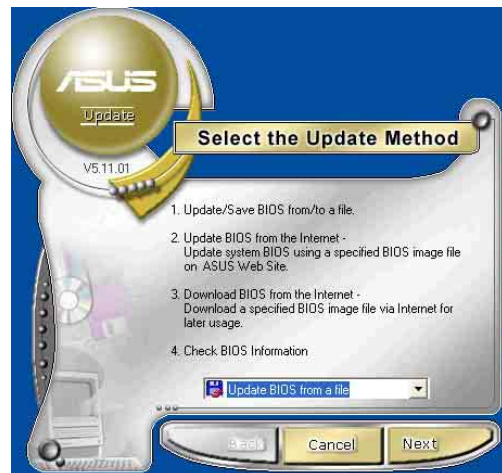 ASUS
Update
V5.11.01
Select the Update Method
1. Update/Save BIOS from/to a file.
2. Update BIOS from the Internet -
Update system BIOS using a specified BIOS image file
on ASUS Web Site.
3. Download BIOS from the Internet -
Download a specified BIOS image file via Internet for
later usage.
4. Check BIOS Information
Update BIOS from a file
Back Cancel Next